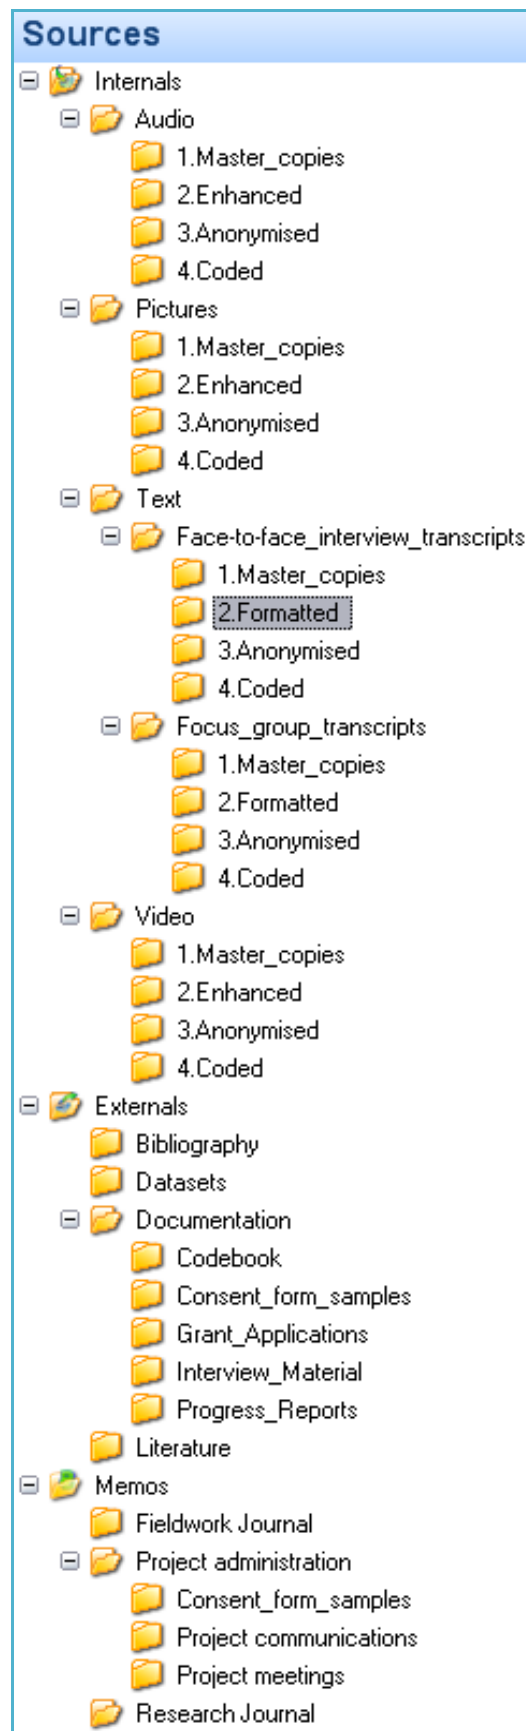 Sources
Internals
Audio
1.Master_copies
2.Enhanced
3.Anonymised
4.Coded
Pictures
1.Master_copies
2.Enhanced
3.Anonymised
4.Coded
Text
Face-to-face_interview_transcripts
1.Master_copies
2.Formatted
3.Anonymised
4.Coded
Focus_group_transcripts
1.Master_copies
2.Formatted
3.Anonymised
4.Coded
Video
1.Master_copies
2.Enhanced
3.Anonymised
4.Coded
Externals
Bibliography
Datasets
Documentation
Codebook
Consent_form_samples
Grant_Applications
Interview_Material
Progress_Reports
Literature
Memos
Fieldwork Journal
Project administration
Consent_form_samples
Project communications
Project meetings
Research Journal